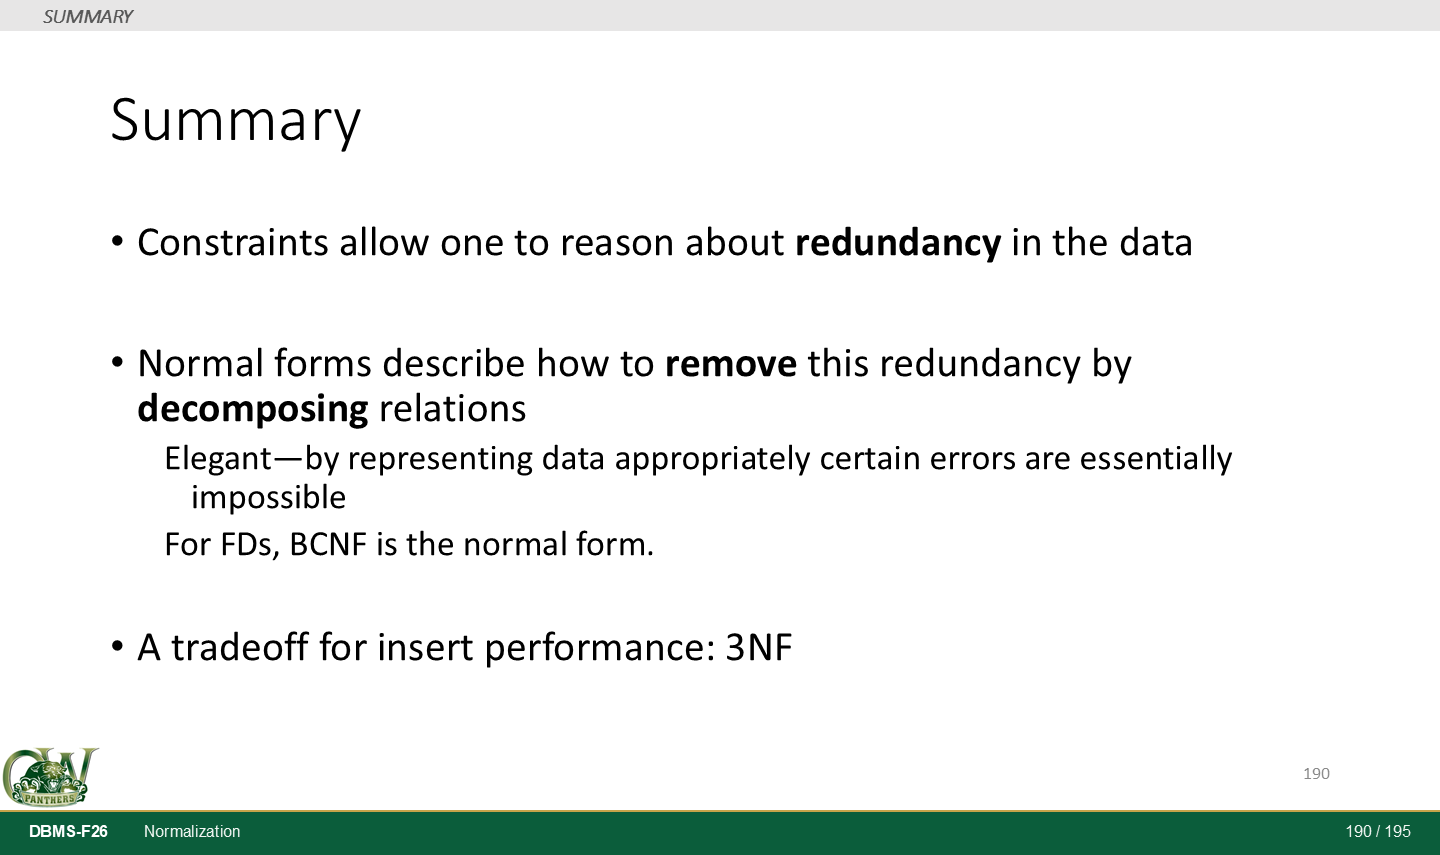 SUMMARY
Summary
• Constraints allow one to reason about redundancy in the data
• Normal forms describe how to remove this redundancy by
decomposing relations
Elegant—by representing data appropriately certain errors are essentially
impossible
For FDs, BCNF is the normal form.
• A tradeoff for insert performance: 3NF
OW
PANTHERS
190
DBMS-F26 Normalization 190 / 195